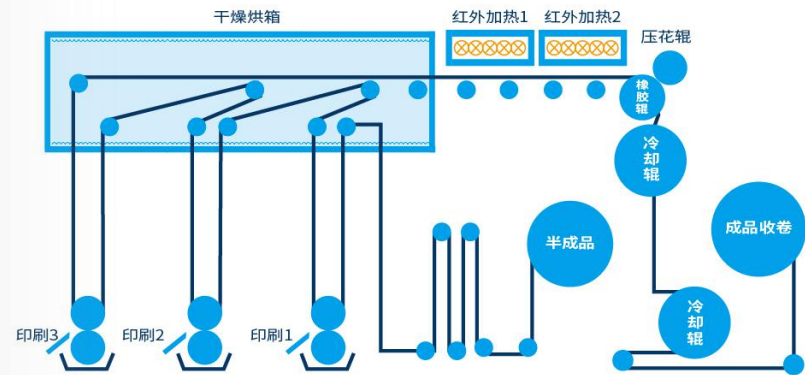 干燥烘箱
红外加热1
红外加热2
压花辊
橡胶辊
冷却辊
半成品
成品收卷
冷却辊
印刷3
印刷2
印刷1